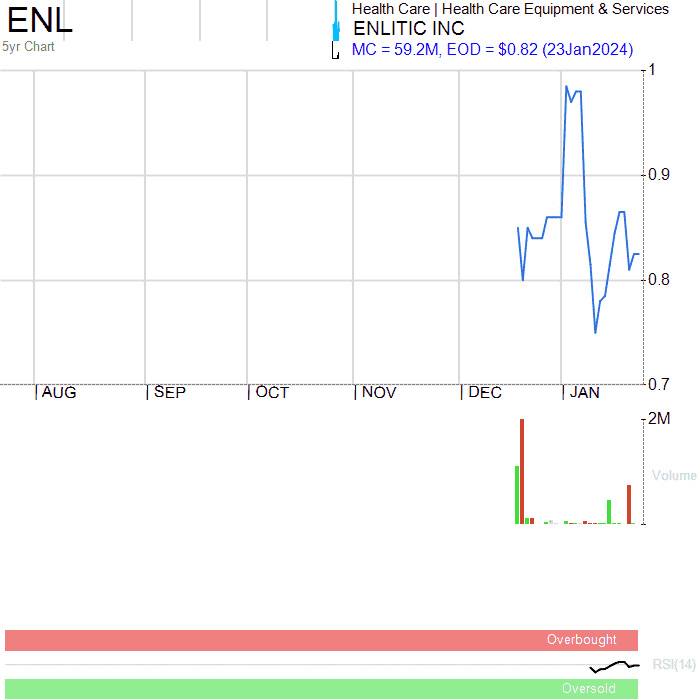 ENL
Health Care | Health Care Equipment & Services
ENLITIC INC
5yr Chart
MC = 59.2M, EOD = $0.82 (23Jan2024)
1
0.9
0.8
0.7
AUG SEP OCT NOV DEC JAN
2M
Volume
Overbought
RSI(14)
Oversold